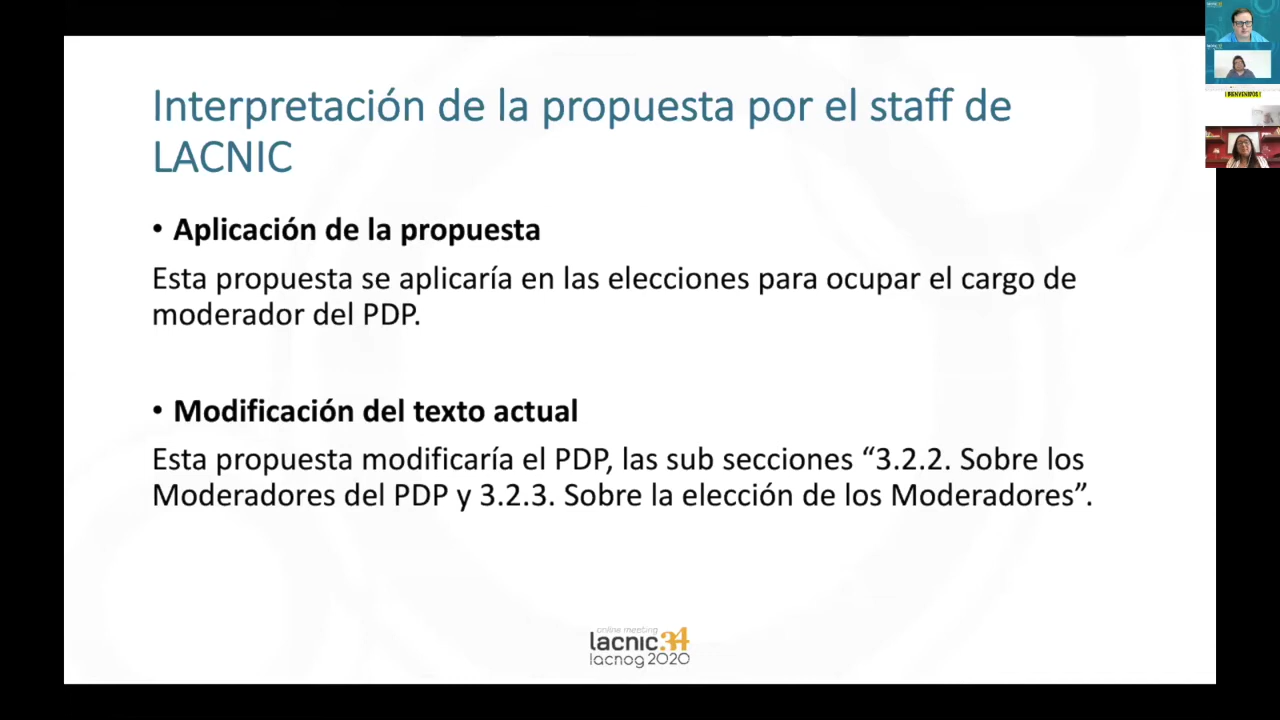 Interpretación de la propuesta por el staff de
LACNIC
• Aplicación de la propuesta
Esta propuesta se aplicaría en las elecciones para ocupar el cargo de
moderador del PDP.
• Modificación del texto actual
Esta propuesta modificaría el PDP, las sub secciones “3.2.2. Sobre los
Moderadores del PDP y 3.2.3. Sobre la elección de los Moderadores”.
online meeting
lacnic34
lacnog2020
¡BIENVENIDOS!